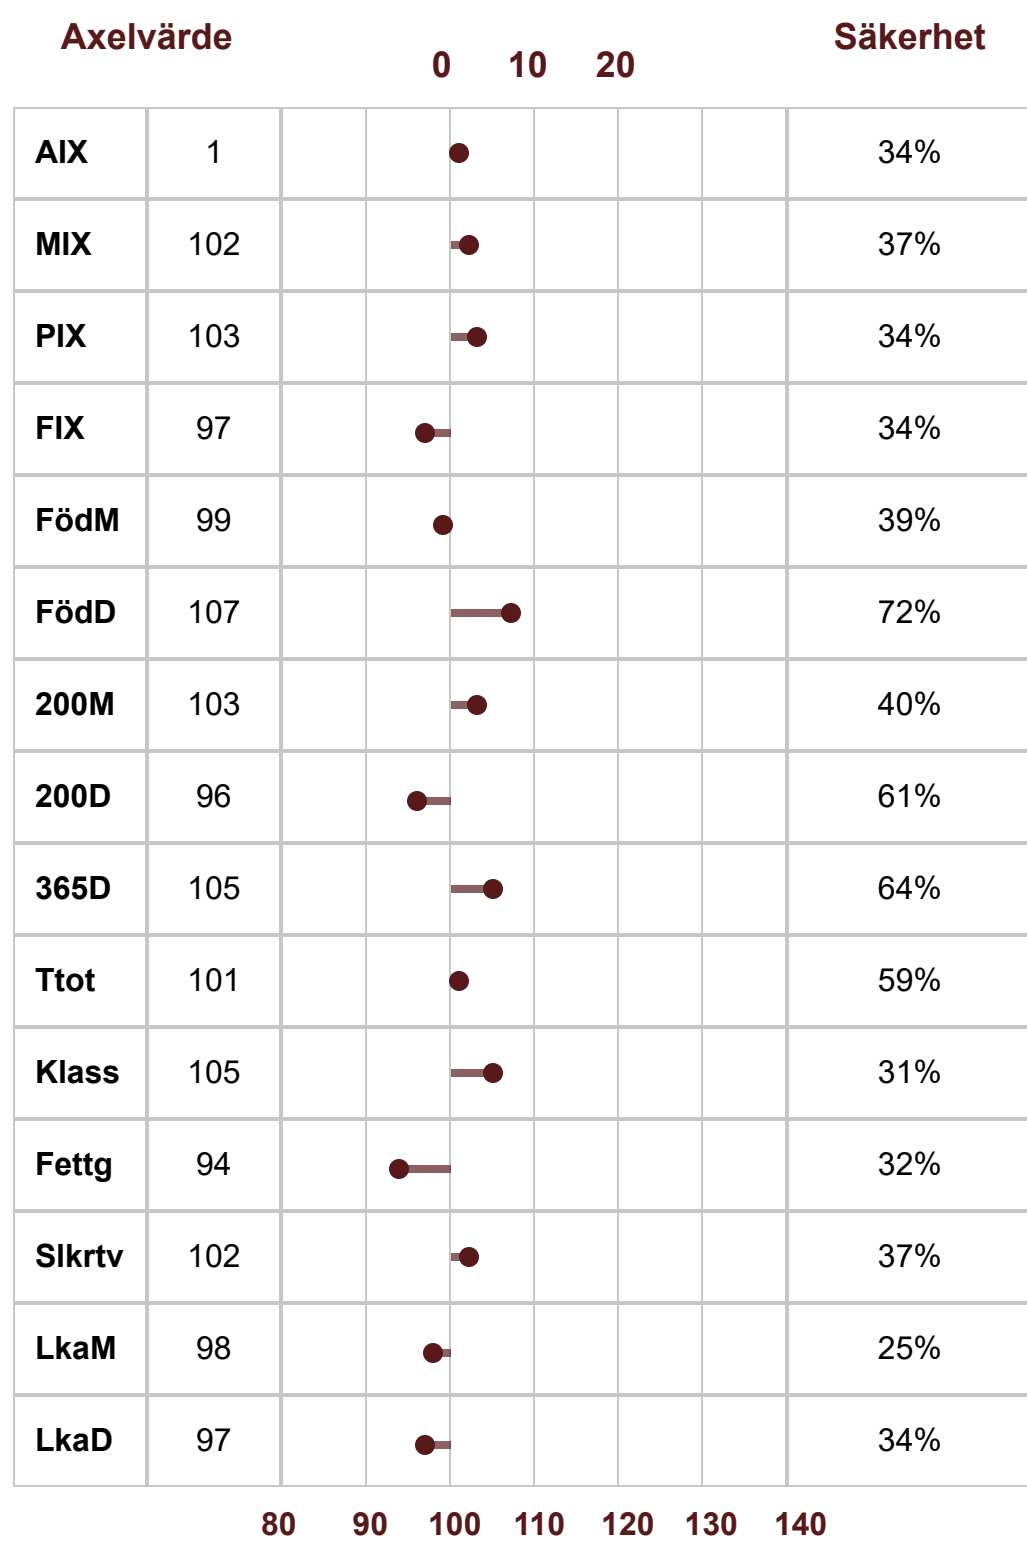 Axelvärde Säkerhet
0 10 20
AIX 1 34%
MIX 102 37%
PIX 103 34%
FIX 97 34%
FödM 99 39%
FödD 107 72%
200M 103 40%
200D 96 61%
365D 105 64%
Ttot 101 59%
Klass 105 31%
Fettg 94 32%
Slkrtv 102 37%
LkaM 98 25%
LkaD 97 34%
80 90 100 110 120 130 140